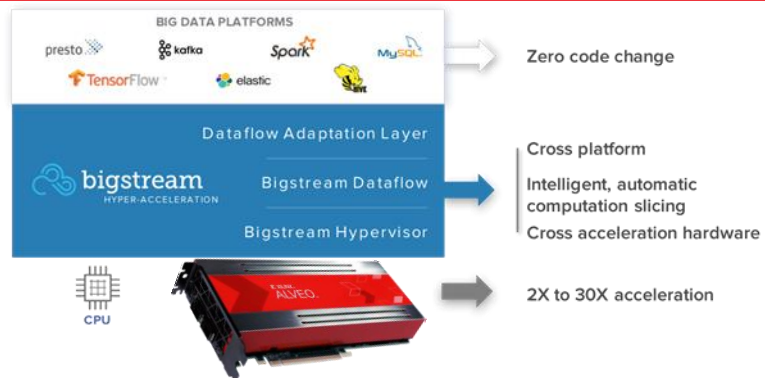 BIG DATA PLATFORMS
presto
kafka
Spark
MySQL
TensorFlow
elastic
HIVE
Zero code change
Dataflow Adaptation Layer
bigstream
HYPER-ACCELERATION
Bigstream Dataflow
Bigstream Hypervisor
Cross platform
Intelligent, automatic
computation slicing
Cross acceleration hardware
CPU
XILINX
ALVEO.
2X to 30X acceleration